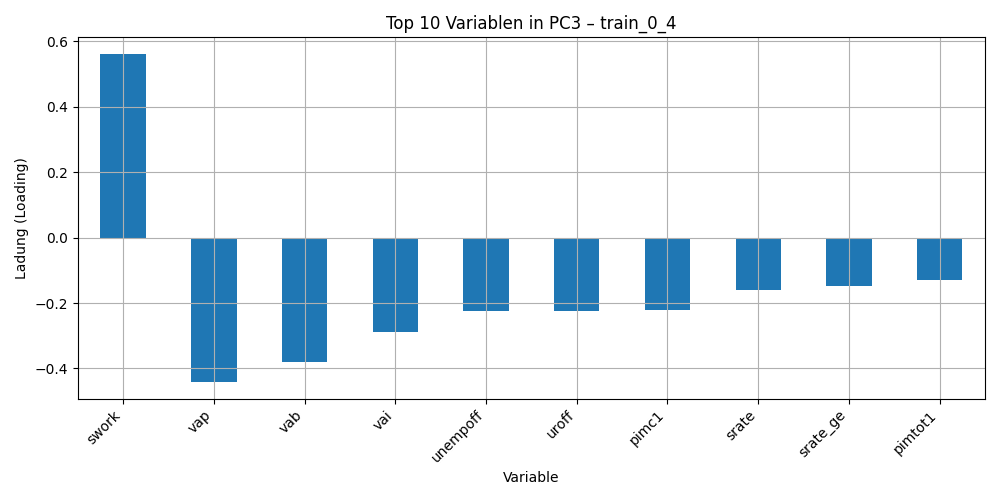 Top 10 Variablen in PC3 – train_0_4
Ladung (Loading)
0.6
0.4
0.2
0.0
−0.2
−0.4
swork
vap
vab
vai
unempoff
uroff
pimc1
srate
srate_ge
pimtot1
Variable